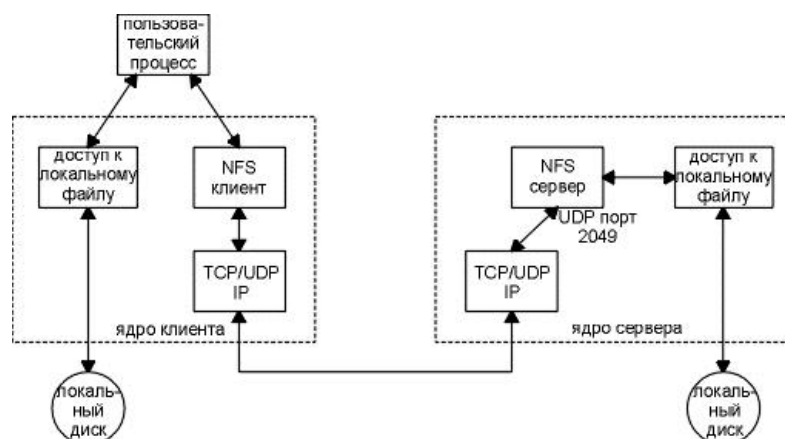 пользова-
тельский
процесс
доступ к
локальному
файлу
NFS
клиент
TCP/UDP
IP
ядро клиента
локаль-
ный
диск
NFS
сервер
доступ к
локальному
файлу
UDP порт
2049
TCP/UDP
IP
ядро сервера
локаль-
ный
диск